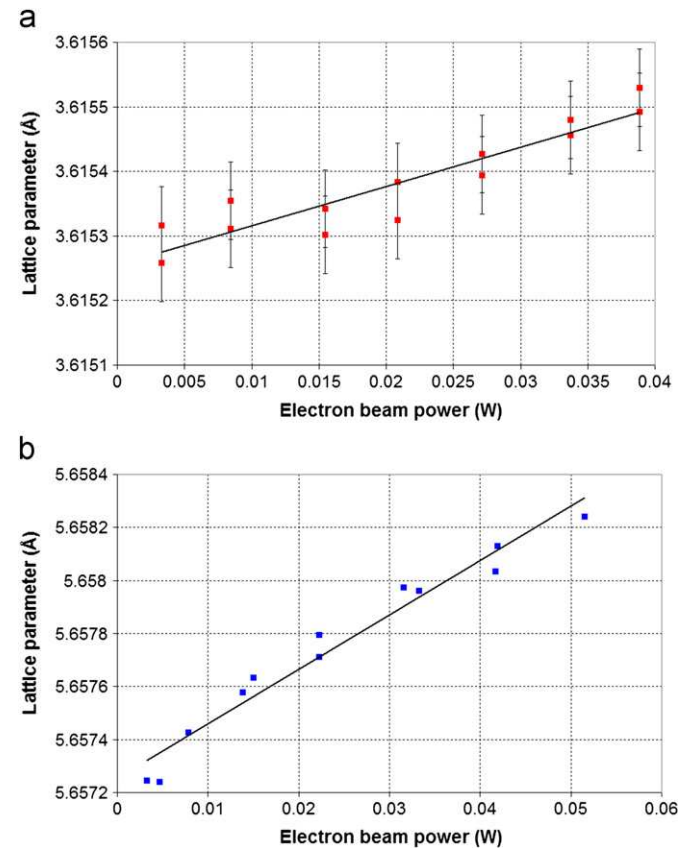 a
3.6156
3.6155
3.6154
3.6153
3.6152
3.6151
Lattice parameter (Å)
0 0.005 0.01 0.015 0.02 0.025 0.03 0.035 0.04
Electron beam power (W)
b
5.6584
5.6582
5.658
5.6578
5.6576
5.6574
5.6572
Lattice parameter (Å)
0 0.01 0.02 0.03 0.04 0.05 0.06
Electron beam power (W)